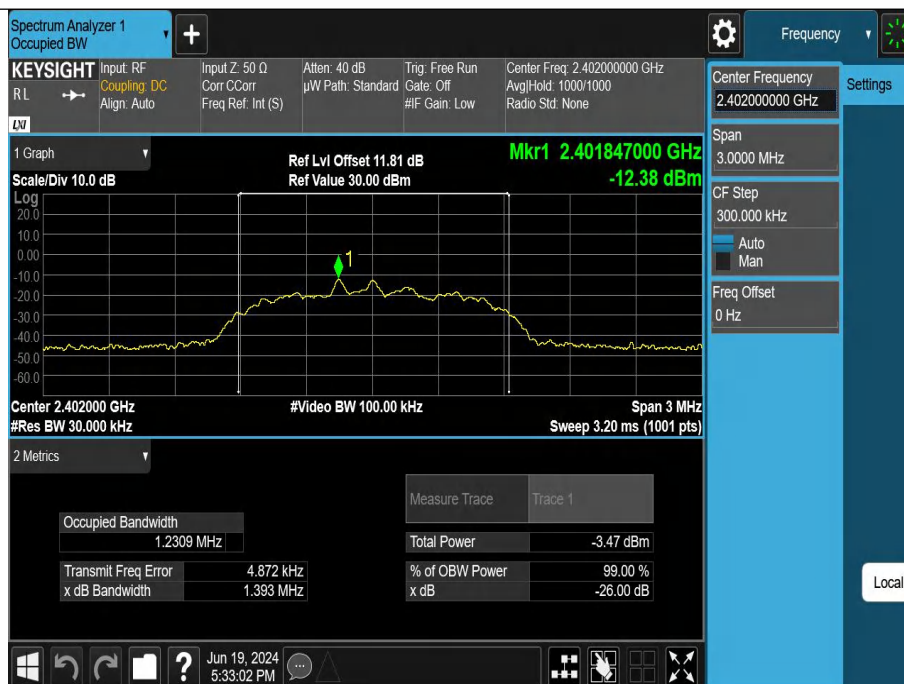 Spectrum Analyzer 1
Occupied BW
+
Frequency
KEYSIGHT
RL
LXI
Input: RF
Coupling: DC
Align: Auto
Input Z: 50 Ω
Corr CCorr
Freq Ref: Int (S)
Atten: 40 dB
µW Path: Standard
Trig: Free Run
Gate: Off
#IF Gain: Low
Center Freq: 2.402000000 GHz
Avg|Hold: 1000/1000
Radio Std: None
Center Frequency
2.402000000 GHz
Settings
Span
3.0000 MHz
CF Step
300.000 kHz
Auto
Man
Freq Offset
0 Hz
Local
1 Graph
Scale/Div 10.0 dB
Ref Lvl Offset 11.81 dB
Ref Value 30.00 dBm
Mkr1 2.401847000 GHz
-12.38 dBm
Log
20.0
10.0
0.00
-10.0
-20.0
-30.0
-40.0
-50.0
-60.0
1
Center 2.402000 GHz
#Res BW 30.000 kHz
#Video BW 100.00 kHz
Span 3 MHz
Sweep 3.20 ms (1001 pts)
2 Metrics
Measure Trace Trace 1
Occupied Bandwidth
1.2309 MHz
Total Power -3.47 dBm
Transmit Freq Error 4.872 kHz
% of OBW Power 99.00 %
x dB Bandwidth 1.393 MHz
x dB -26.00 dB
?
Jun 19, 2024
5:33:02 PM